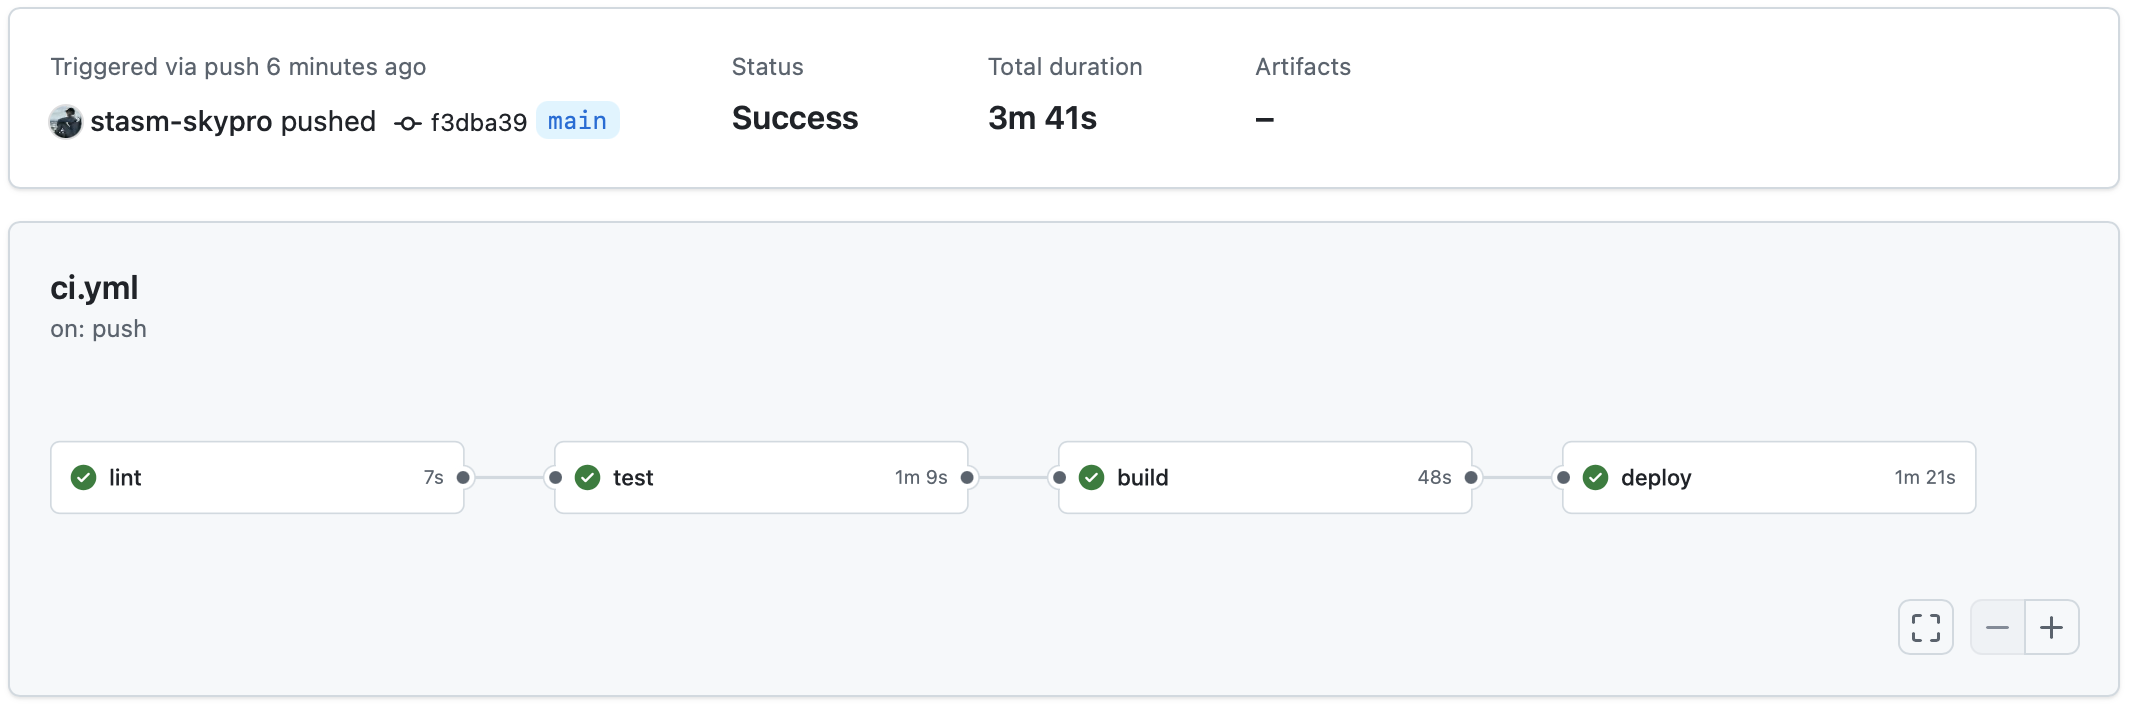 Triggered via push 6 minutes ago
stasm-skypro pushed f3dba39 main
Status
Success
Total duration
3m 41s
Artifacts
–
ci.yml
on: push
lint 7s
test 1m 9s
build 48s
deploy 1m 21s